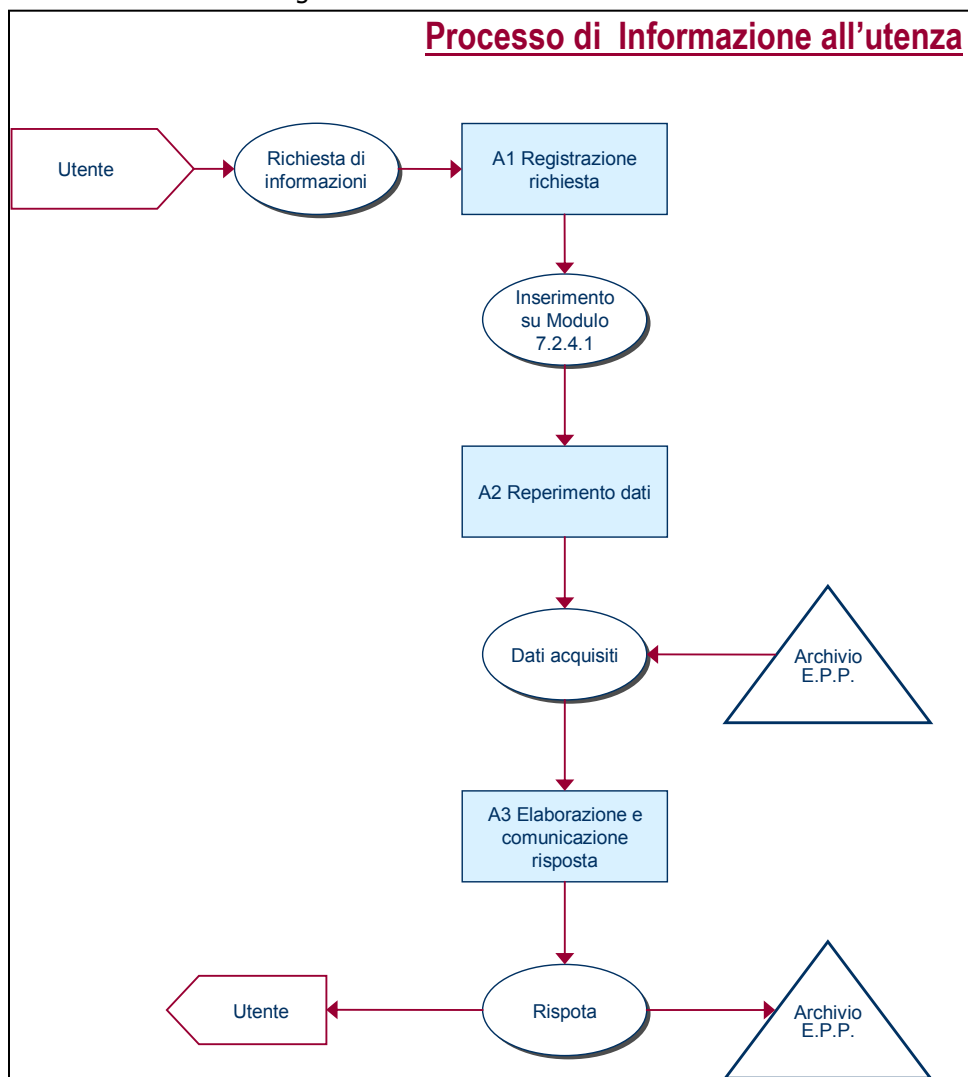 Processo di Informazione all'utenza
Utente
Richiesta di
informazioni
A1 Registrazione
richiesta
Inserimento
su Modulo
7.2.4.1
A2 Reperimento dati
Dati acquisiti
Archivio
E.P.P.
A3 Elaborazione e
comunicazione
risposta
Utente
Rispota
Archivio
E.P.P.